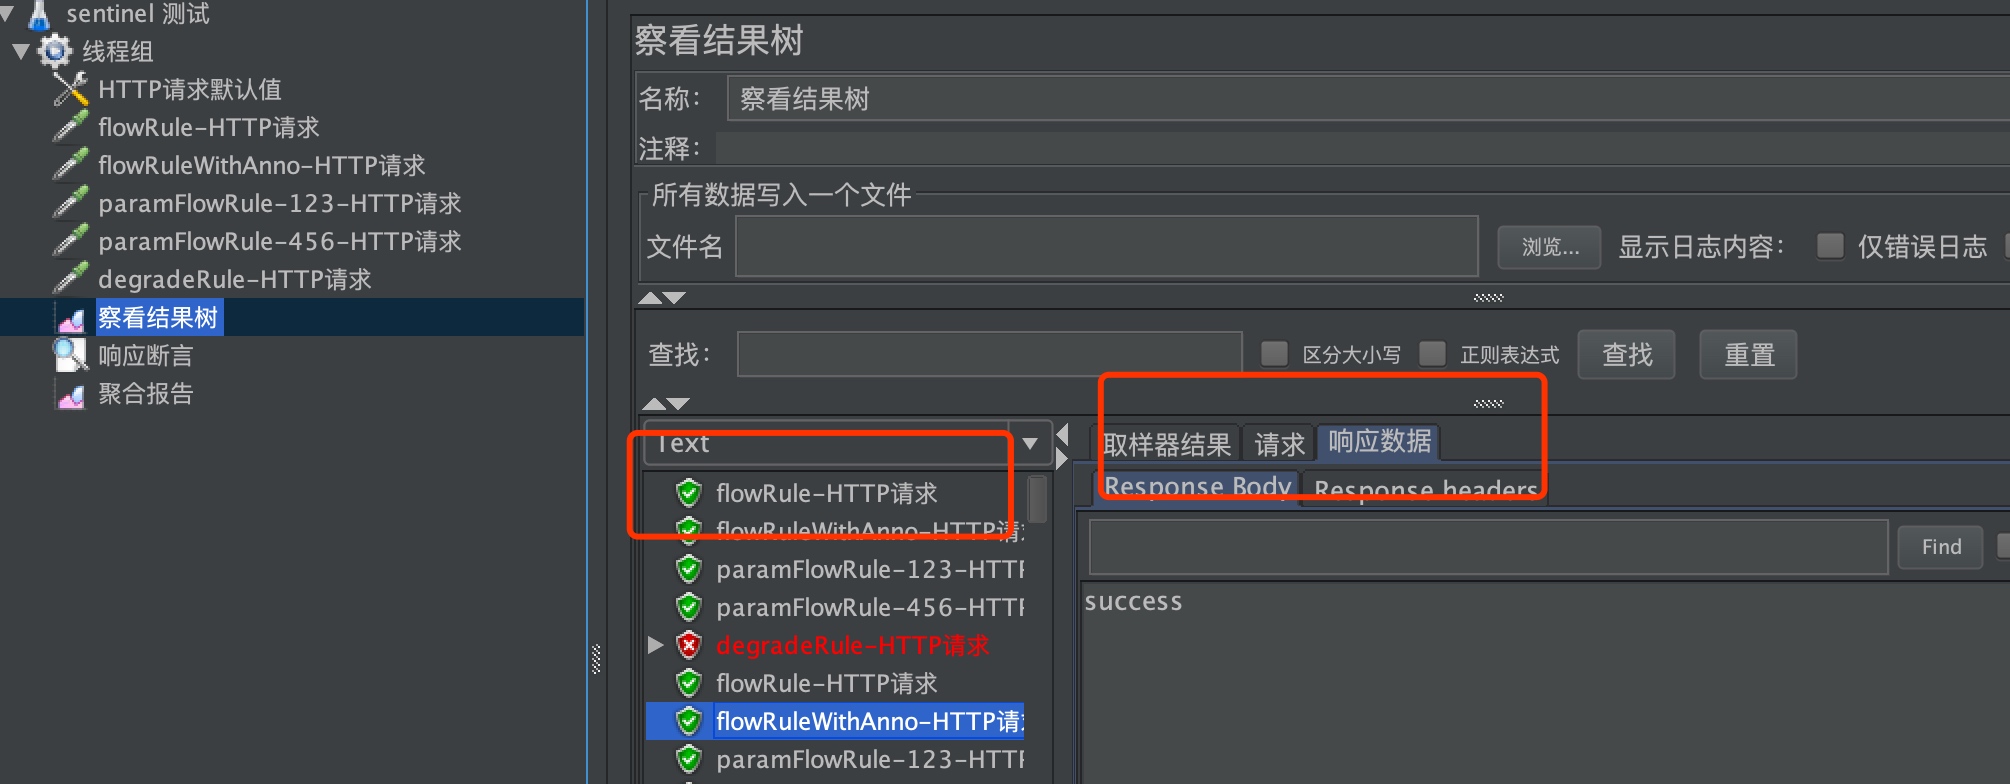 sentinel 测试
线程组
HTTP请求默认值
flowRule-HTTP请求
flowRuleWithAnno-HTTP请求
paramFlowRule-123-HTTP请求
paramFlowRule-456-HTTP请求
degradeRule-HTTP请求
察看结果树
响应断言
聚合报告
察看结果树
名称： 察看结果树
注释：
所有数据写入一个文件
文件名 浏览... 显示日志内容： 仅错误日志
查找： 区分大小写 正则表达式 查找 重置
Text
flowRule-HTTP请求
flowRuleWithAnno-HTTP请
paramFlowRule-123-HTTP
paramFlowRule-456-HTTP
degradeRule-HTTP请求
flowRule-HTTP请求
flowRuleWithAnno-HTTP请
paramFlowRule-123-HTTP
取样器结果 请求 响应数据
Response Body Response headers
Find
success